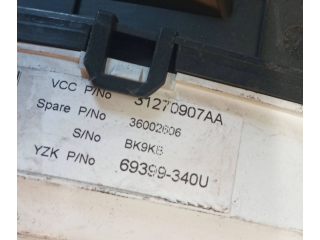 VCC P/No 31270907AA
Spare P/No 36002606
S/No BK9KB
YZK P/No 69399-340U